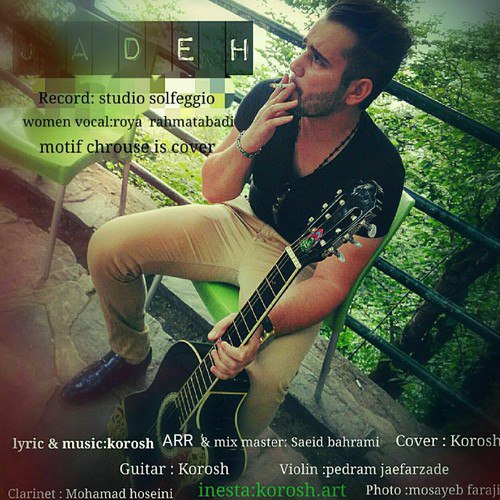 JADEH
Record: studio solfeggio
women vocal:roya rahmatabadi
motif chrouse is cover
lyric & music:korosh ARR & mix master: Saeid bahrami Cover : Korosh
Guitar : Korosh Violin :pedram jaefarzade
Clarinet : Mohamad hoseini inesta:korosh.art Photo :mosayeb faraji